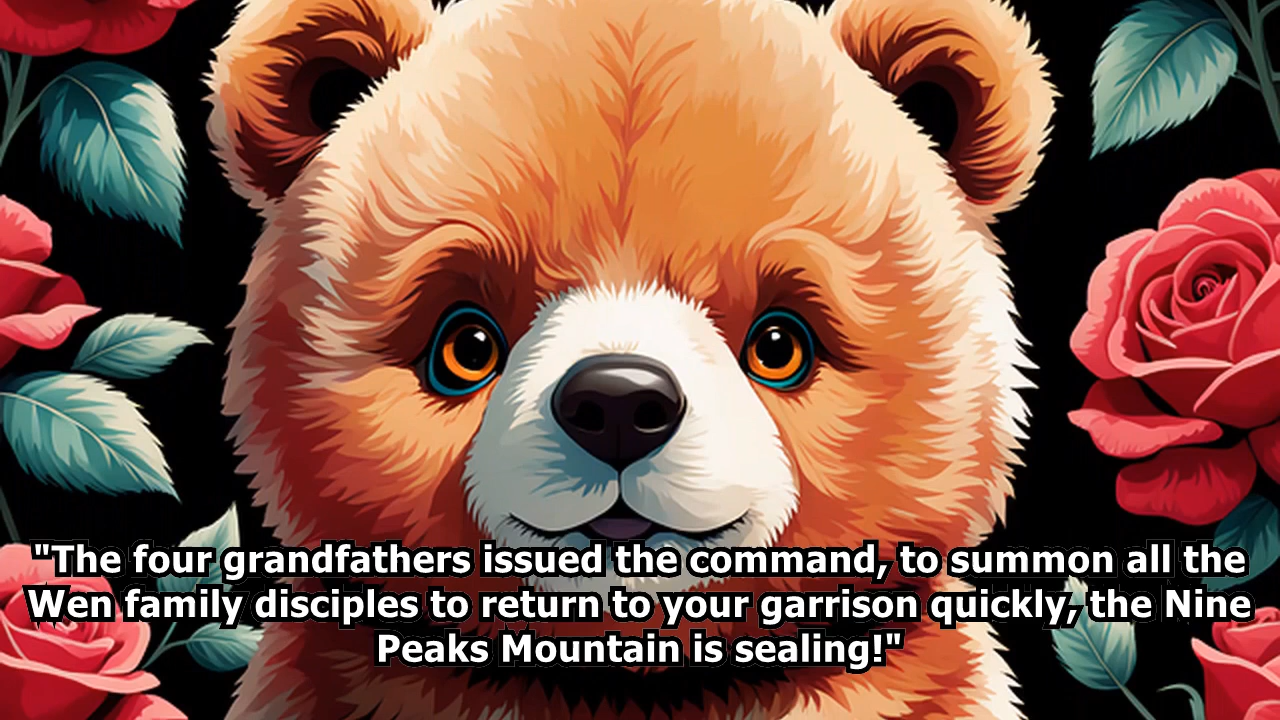 "The four grandfathers issued the command, to summon all the
Wen family disciples to return to your garrison quickly, the Nine
Peaks Mountain is sealing!"